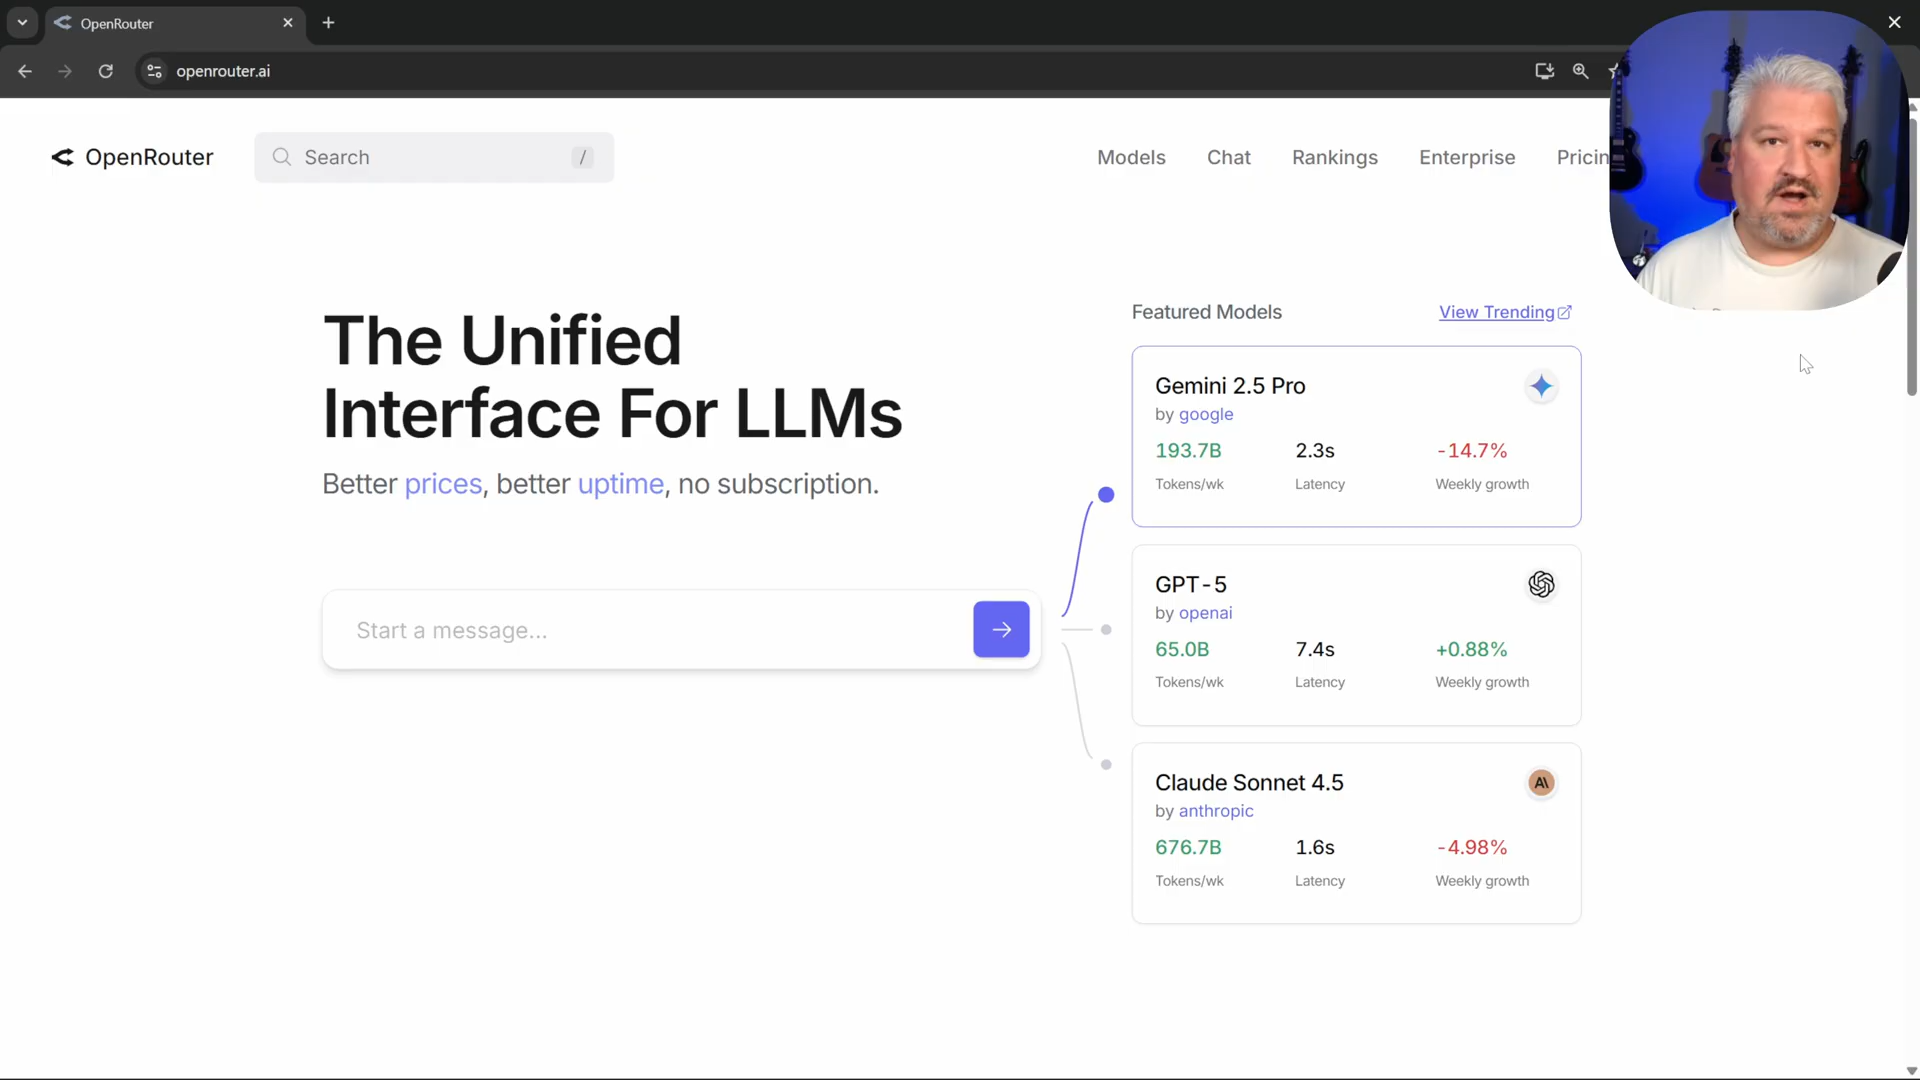 OpenRouter
openrouter.ai
OpenRouter
Search
/
Models
Chat
Rankings
Enterprise
Pricin
The Unified
Interface For LLMs
Better prices, better uptime, no subscription.
Start a message...
Featured Models
View Trending
Gemini 2.5 Pro
by google
193.7B
2.3s
-14.7%
Tokens/wk
Latency
Weekly growth
GPT-5
by openai
65.0B
7.4s
+0.88%
Tokens/wk
Latency
Weekly growth
Claude Sonnet 4.5
by anthropic
676.7B
1.6s
-4.98%
Tokens/wk
Latency
Weekly growth